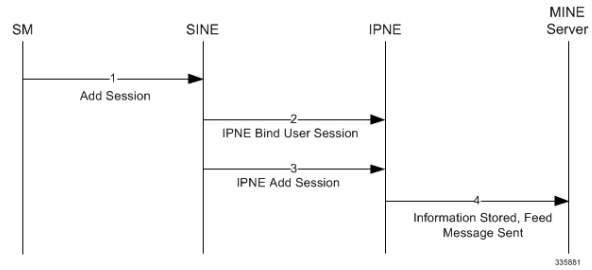 SM
SINE
IPNE
MINE
Server
1
Add Session
2
IPNE Bind User Session
3
IPNE Add Session
4
Information Stored, Feed
Message Sent
335881